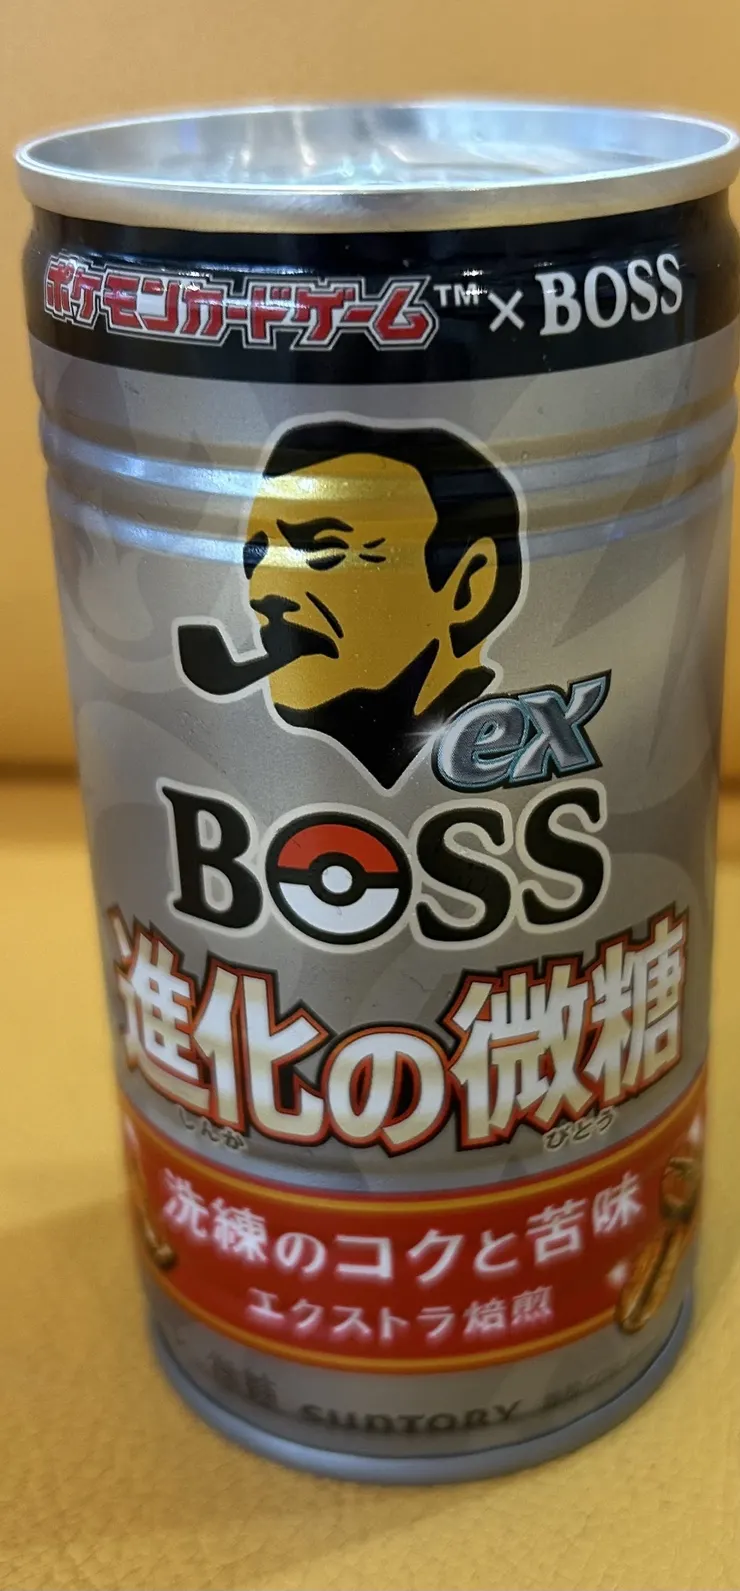 ポケモンカードゲーム™×BOSS
ex
BOSS
進化の微糖
しんか びとう
洗練のコクと苦味
エクストラ焙煎
SUNTORY